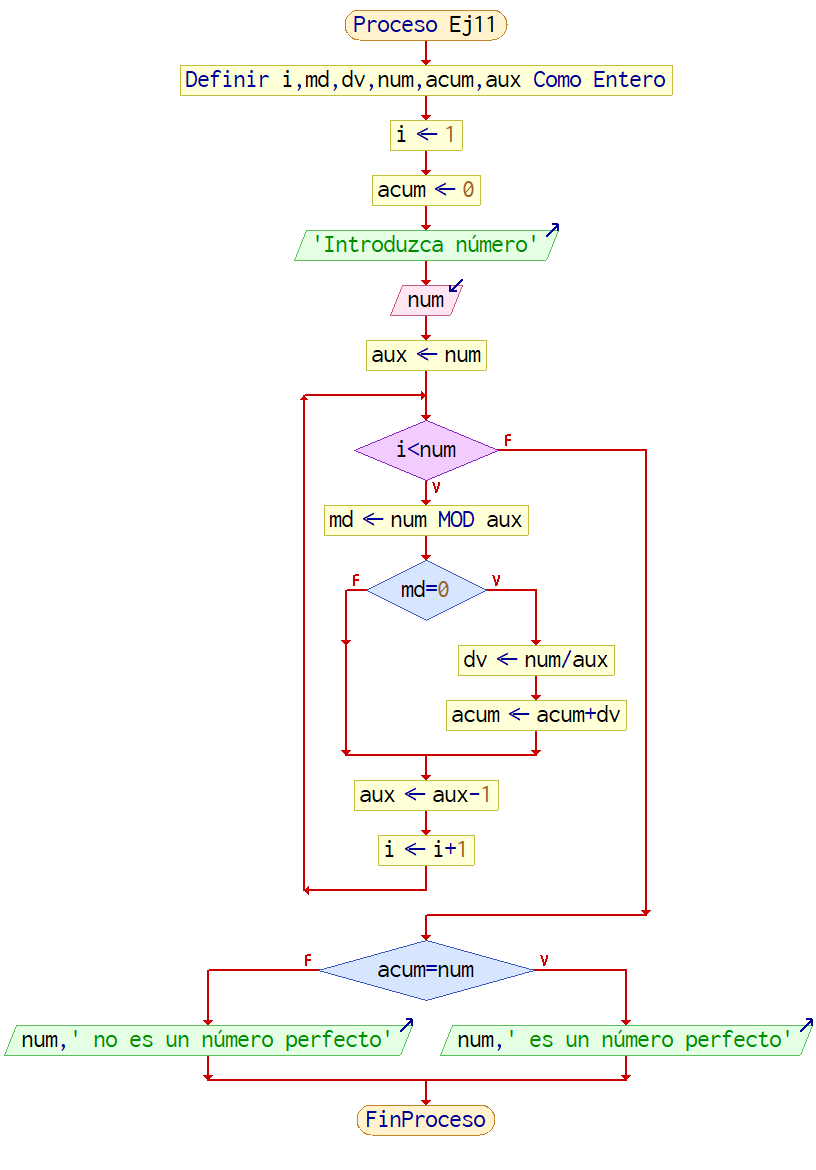 Proceso Ej11
Definir i,md,dv,num,acum,aux Como Entero
i ← 1
acum ← 0
'Introduzca número'
num
aux ← num
i<num
F
V
md ← num MOD aux
F
V
md=0
dv ← num/aux
acum ← acum+dv
aux ← aux-1
i ← i+1
F
V
acum=num
num,' no es un número perfecto'
num,' es un número perfecto'
FinProceso